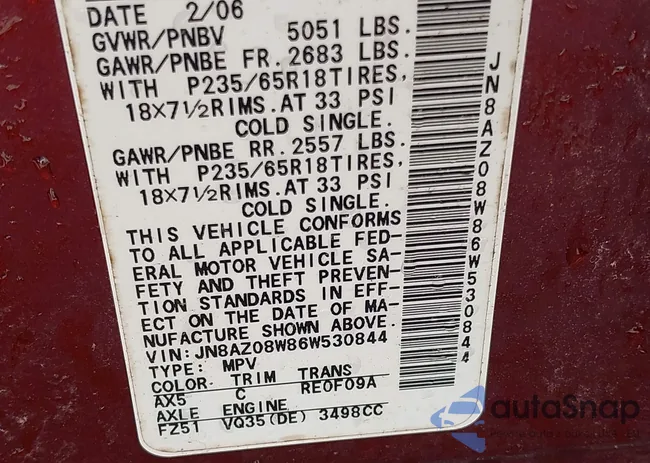 DATE 2/06
GVWR/PNBV 5051 LBS.
GAWR/PNBE FR. 2683 LBS.
WITH P235/65R18TIRES,
18×7½RIMS.AT 33 PSI
COLD SINGLE.
GAWR/PNBE RR. 2557 LBS.
WITH P235/65R18TIRES,
18×7½RIMS.AT 33 PSI
COLD SINGLE.
THIS VEHICLE CONFORMS
TO ALL APPLICABLE FED-
ERAL MOTOR VEHICLE SA-
FETY AND THEFT PREVEN-
TION STANDARDS IN EFF-
ECT ON THE DATE OF MA-
NUFACTURE SHOWN ABOVE.
VIN: JN8AZ08W86W530844
TYPE: MPV
COLOR TRIM TRANS
AX5 C RE0F09A
AXLE ENGINE
FZ51 VQ35(DE) 3498CC
JN8AZ08W86W530844
autoSnap